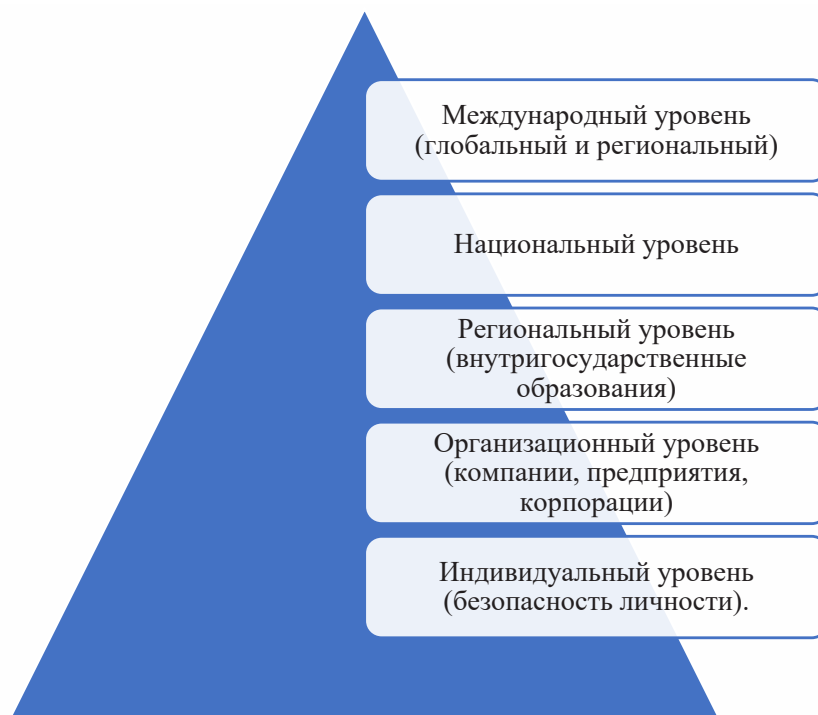 Международный уровень
(глобальный и региональный)
Национальный уровень
Региональный уровень
(внутригосударственные
образования)
Организационный уровень
(компании, предприятия,
корпорации)
Индивидуальный уровень
(безопасность личности).